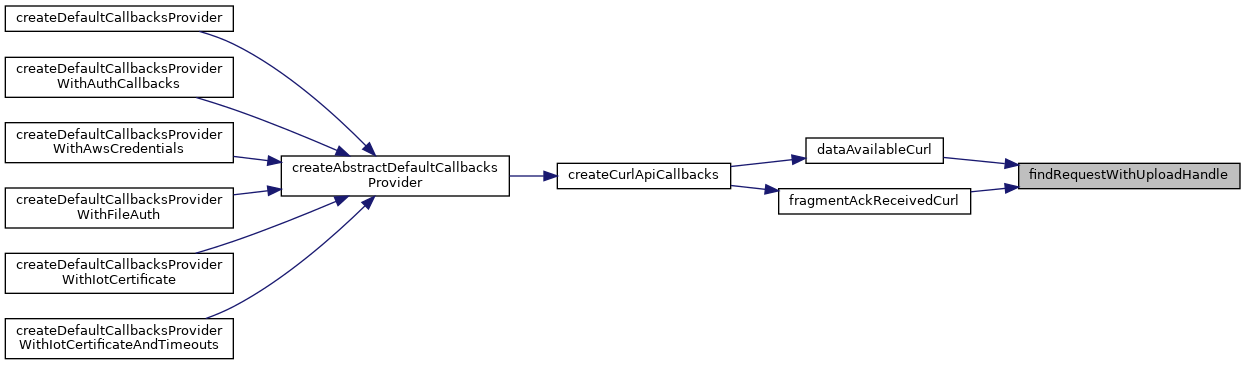 createDefaultCallbacksProvider
createDefaultCallbacksProvider
WithAuthCallbacks
createDefaultCallbacksProvider
WithAwsCredentials
createDefaultCallbacksProvider
WithFileAuth
createDefaultCallbacksProvider
WithIotCertificate
createDefaultCallbacksProvider
WithIotCertificateAndTimeouts
createAbstractDefaultCallbacks
Provider
createCurlApiCallbacks
dataAvailableCurl
fragmentAckReceivedCurl
findRequestWithUploadHandle